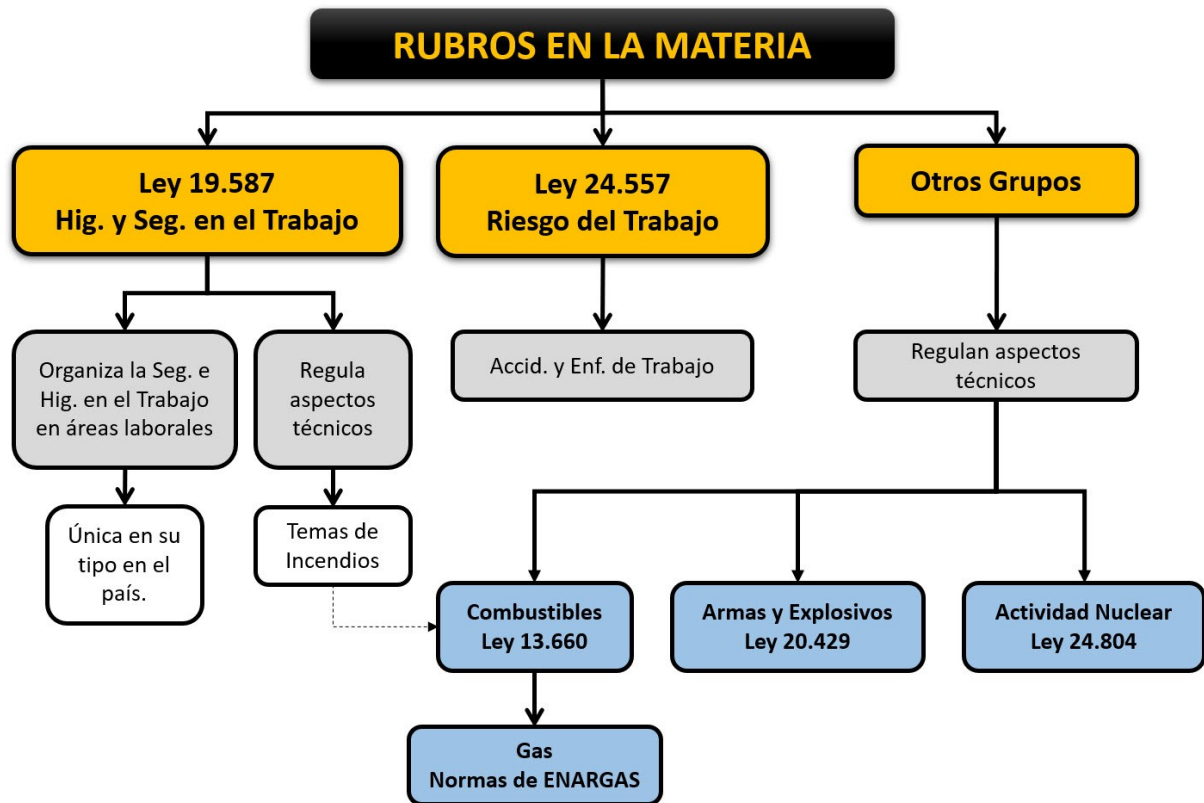 RUBROS EN LA MATERIA
Ley 19.587
Hig. y Seg. en el Trabajo
Ley 24.557
Riesgo del Trabajo
Otros Grupos
Organiza la Seg. e
Hig. en el Trabajo
en áreas laborales
Regula
aspectos
técnicos
Accid. y Enf. de Trabajo
Regulan aspectos
técnicos
Única en su
tipo en el
país.
Temas de
Incendios
Combustibles
Ley 13.660
Armas y Explosivos
Ley 20.429
Actividad Nuclear
Ley 24.804
Gas
Normas de ENARGAS